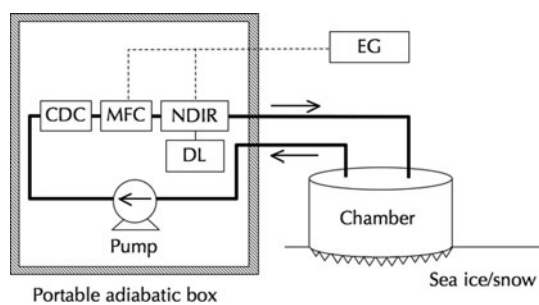 EG
CDC
MFC
NDIR
DL
Pump
Chamber
Sea ice/snow
Portable adiabatic box